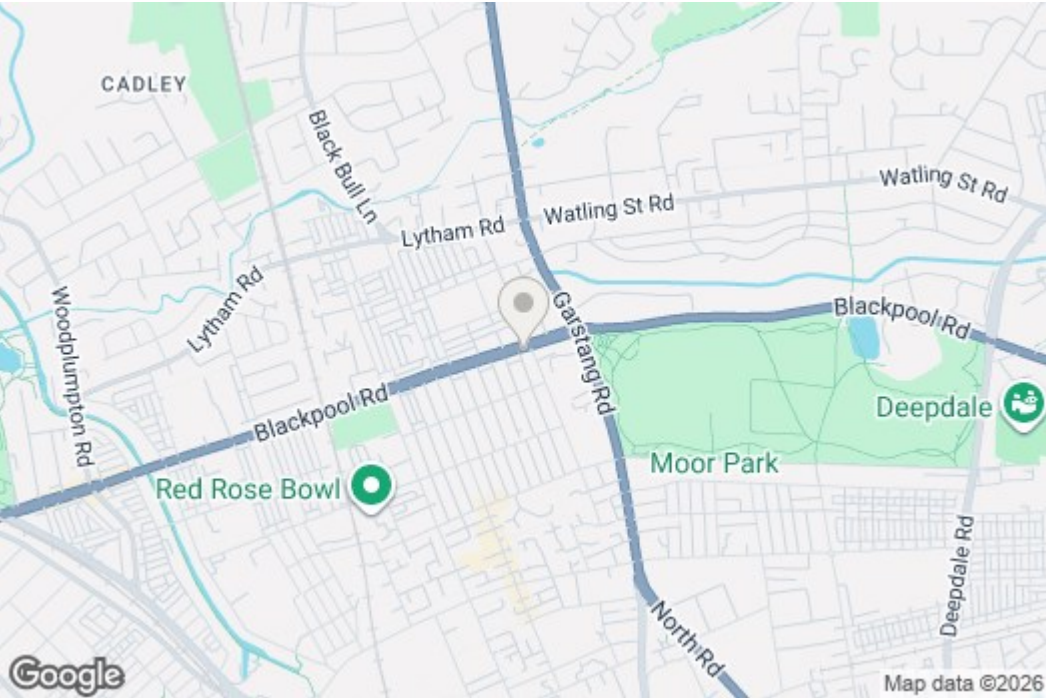 CADLEY
Black Bull Ln
Watling St Rd
Watling St Rd
Lytham Rd
Lytham Rd
Woodplumpton Rd
Garstang Rd
Blackpool Rd
Blackpool Rd
Deepdale
Moor Park
Red Rose Bowl
Deepdale Rd
North Rd
Google
Map data ©2026